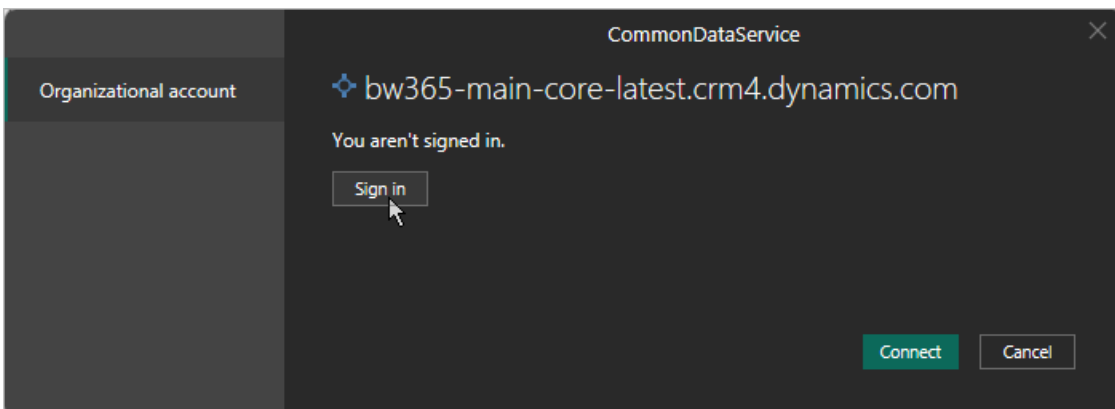 CommonDataService
Organizational account
bw365-main-core-latest.crm4.dynamics.com
You aren't signed in.
Sign in
Connect
Cancel